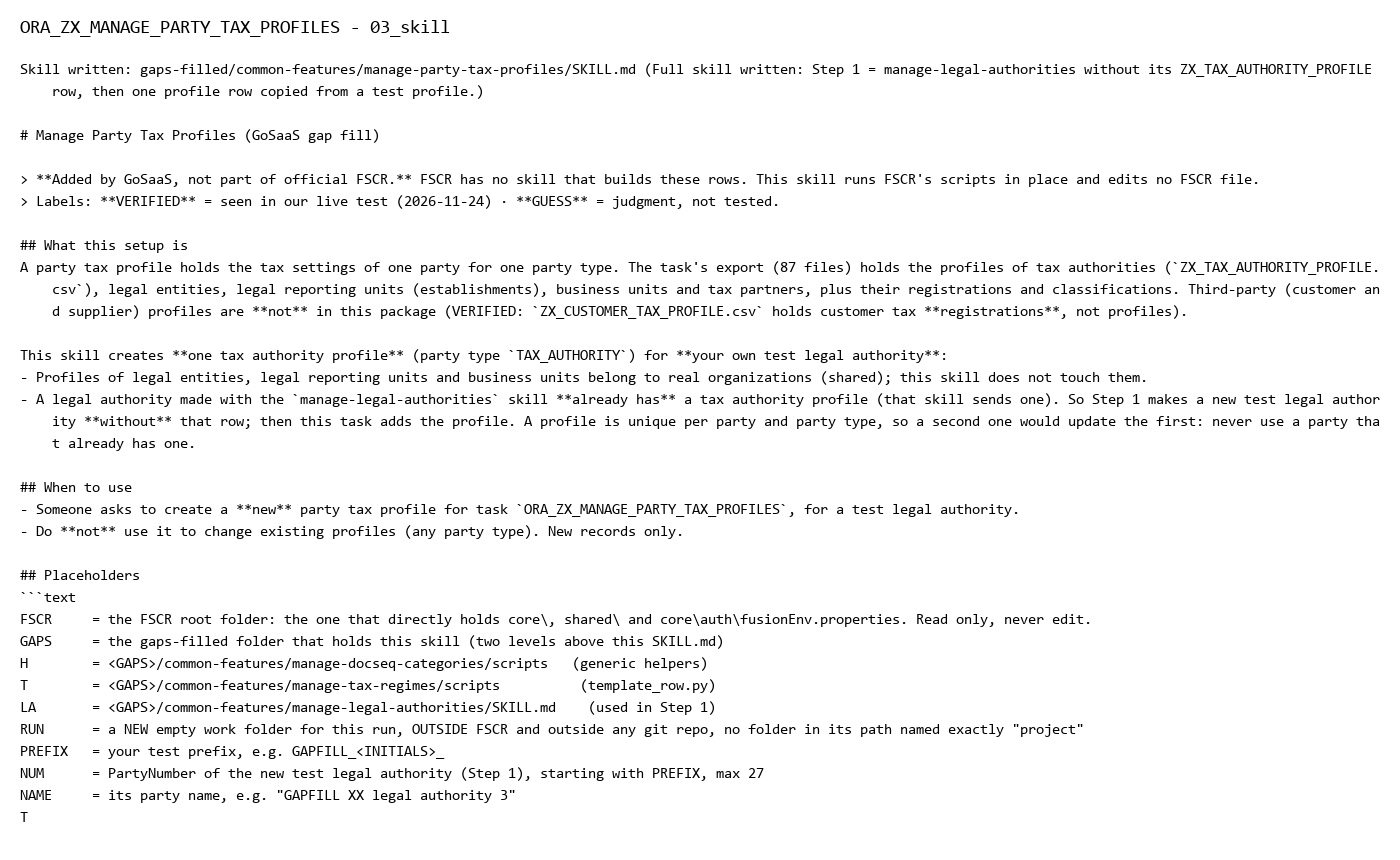 ORA_ZX_MANAGE_PARTY_TAX_PROFILES - 03_skill
Skill written: gaps-filled/common-features/manage-party-tax-profiles/SKILL.md (Full skill written: Step 1 = manage-legal-authorities without its ZX_TAX_AUTHORITY_PROFILE
row, then one profile row copied from a test profile.)
# Manage Party Tax Profiles (GoSaaS gap fill)
> **Added by GoSaaS, not part of official FSCR.** FSCR has no skill that builds these rows. This skill runs FSCR's scripts in place and edits no FSCR file.
> Labels: **VERIFIED** = seen in our live test (2026-11-24) · **GUESS** = judgment, not tested.
## What this setup is
A party tax profile holds the tax settings of one party for one party type. The task's export (87 files) holds the profiles of tax authorities (`ZX_TAX_AUTHORITY_PROFILE.
csv`), legal entities, legal reporting units (establishments), business units and tax partners, plus their registrations and classifications. Third-party (customer an
d supplier) profiles are **not** in this package (VERIFIED: `ZX_CUSTOMER_TAX_PROFILE.csv` holds customer tax **registrations**, not profiles).
This skill creates **one tax authority profile** (party type `TAX_AUTHORITY`) for **your own test legal authority**:
- Profiles of legal entities, legal reporting units and business units belong to real organizations (shared); this skill does not touch them.
- A legal authority made with the `manage-legal-authorities` skill **already has** a tax authority profile (that skill sends one). So Step 1 makes a new test legal author
ity **without** that row; then this task adds the profile. A profile is unique per party and party type, so a second one would update the first: never use a party tha
t already has one.
## When to use
- Someone asks to create a **new** party tax profile for task `ORA_ZX_MANAGE_PARTY_TAX_PROFILES`, for a test legal authority.
- Do **not** use it to change existing profiles (any party type). New records only.
## Placeholders
```text
FSCR     = the FSCR root folder: the one that directly holds core\, shared\ and core\auth\fusionEnv.properties. Read only, never edit.
GAPS     = the gaps-filled folder that holds this skill (two levels above this SKILL.md)
H        = <GAPS>/common-features/manage-docseq-categories/scripts   (generic helpers)
T        = <GAPS>/common-features/manage-tax-regimes/scripts          (template_row.py)
LA       = <GAPS>/common-features/manage-legal-authorities/SKILL.md    (used in Step 1)
RUN      = a NEW empty work folder for this run, OUTSIDE FSCR and outside any git repo, no folder in its path named exactly "project"
PREFIX   = your test prefix, e.g. GAPFILL_<INITIALS>_
NUM      = PartyNumber of the new test legal authority (Step 1), starting with PREFIX, max 27
NAME     = its party name, e.g. "GAPFILL XX legal authority 3"
T